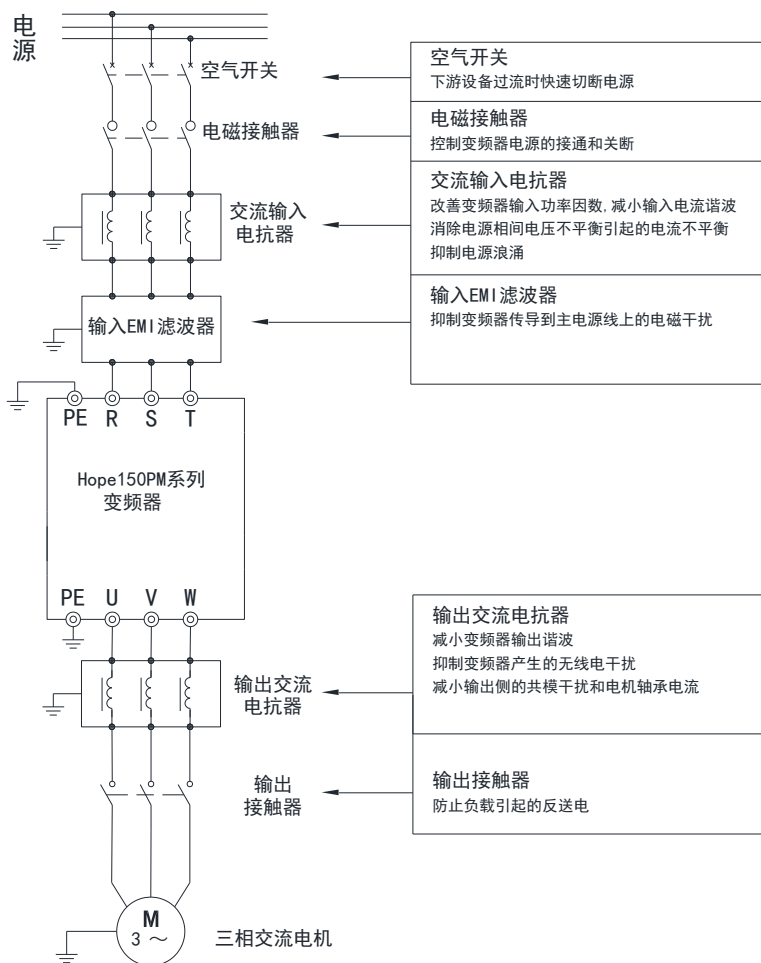 电
源
空气开关
空气开关
下游设备过流时快速切断电源
电磁接触器
电磁接触器
控制变频器电源的接通和关断
交流输入
电抗器
交流输入电抗器
改善变频器输入功率因数,减小输入电流谐波
消除电源相间电压不平衡引起的电流不平衡
抑制电源浪涌
输入EMI滤波器
输入EMI滤波器
抑制变频器传导到主电源线上的电磁干扰
PE R S T
Hope150PM系列
变频器
PE U V W
输出交流
电抗器
输出交流电抗器
减小变频器输出谐波
抑制变频器产生的无线电干扰
减小输出侧的共模干扰和电机轴承电流
输出
接触器
输出接触器
防止负载引起的反送电
M
3 ～
三相交流电机